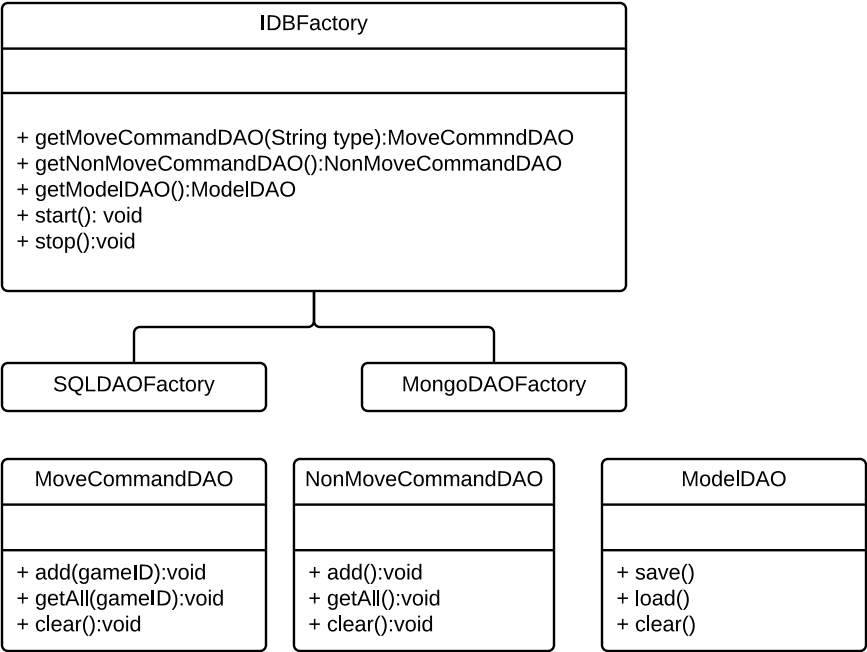 IDBFactory
+ getMoveCommandDAO(String type):MoveCommndDAO
+ getNonMoveCommandDAO():NonMoveCommandDAO
+ getModelDAO():ModelDAO
+ start(): void
+ stop():void
SQLDAOFactory
MongoDAOFactory
MoveCommandDAO
+ add(gameID):void
+ getAll(gameID):void
+ clear():void
NonMoveCommandDAO
+ add():void
+ getAll():void
+ clear():void
ModelDAO
+ save()
+ load()
+ clear()